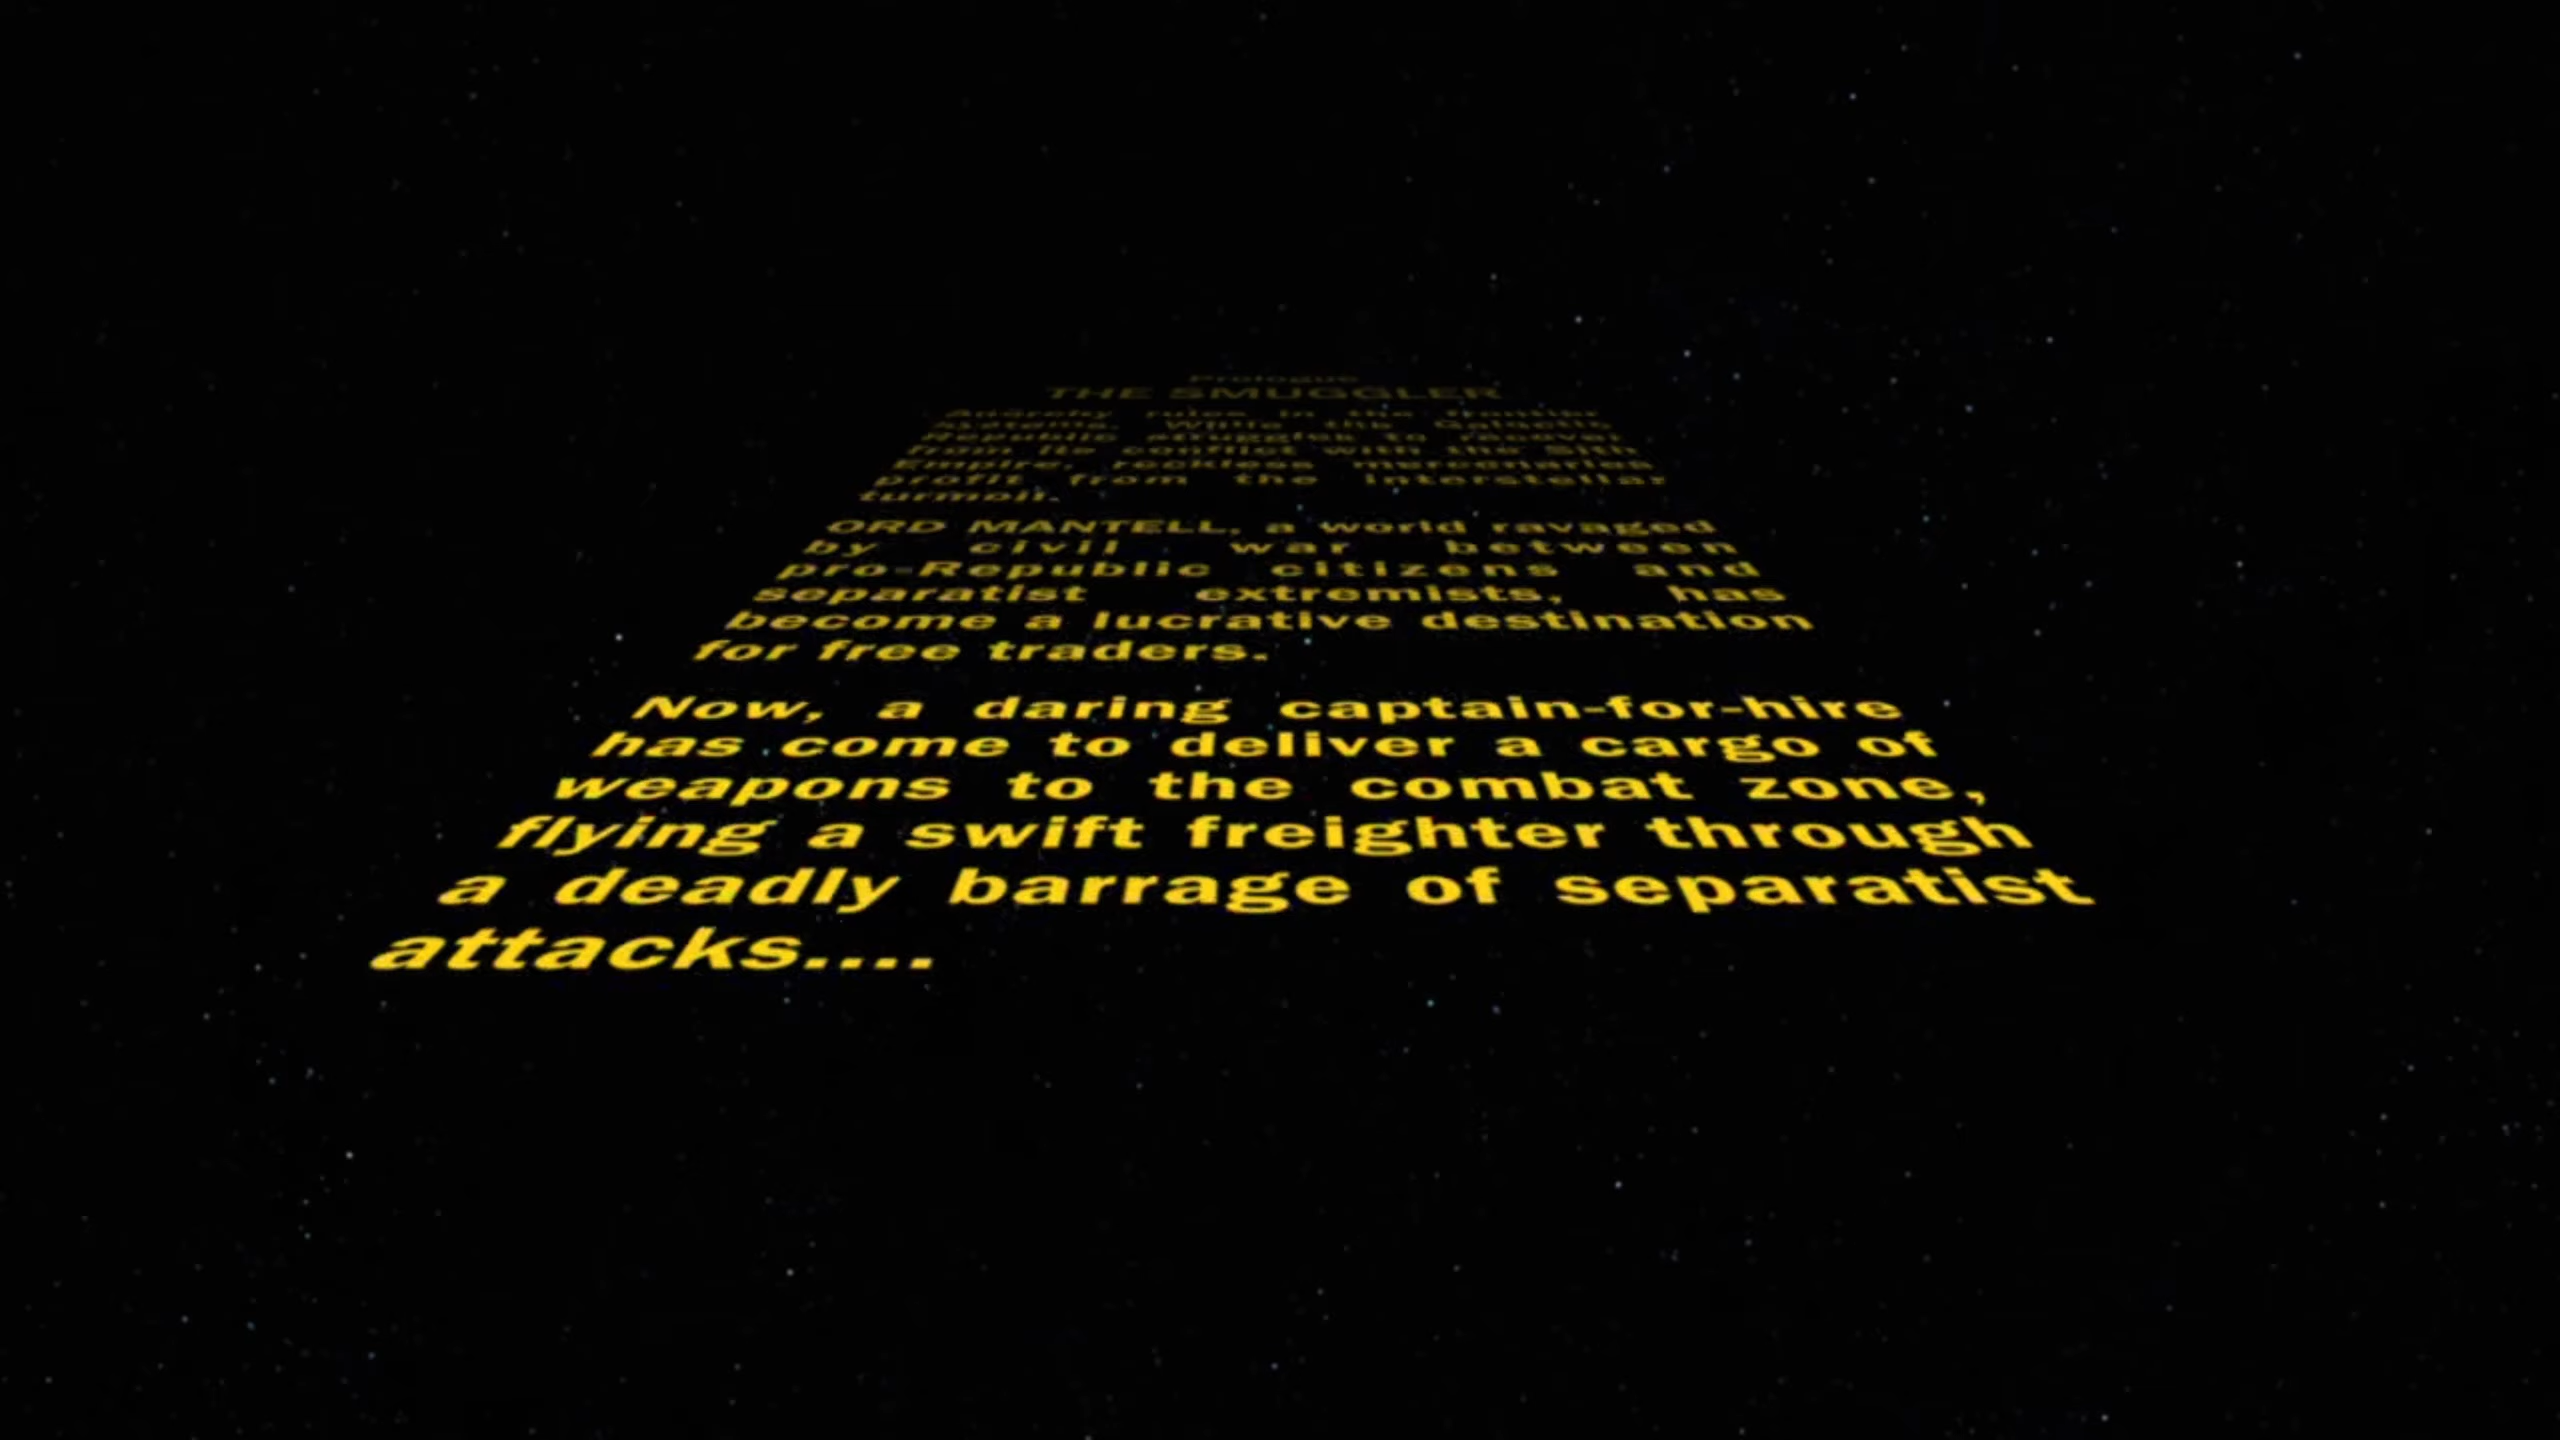 Prologue
THE SMUGGLER
Anarchy rules in the frontier
systems. While the Galactic
Republic struggles to recover
from its conflict with the Sith
Empire, reckless mercenaries
profit from the interstellar
turmoil.
ORD MANTELL, a world ravaged
by civil war between
pro-Republic citizens and
separatist extremists, has
become a lucrative destination
for free traders.
Now, a daring captain-for-hire
has come to deliver a cargo of
weapons to the combat zone,
flying a swift freighter through
a deadly barrage of separatist
attacks....